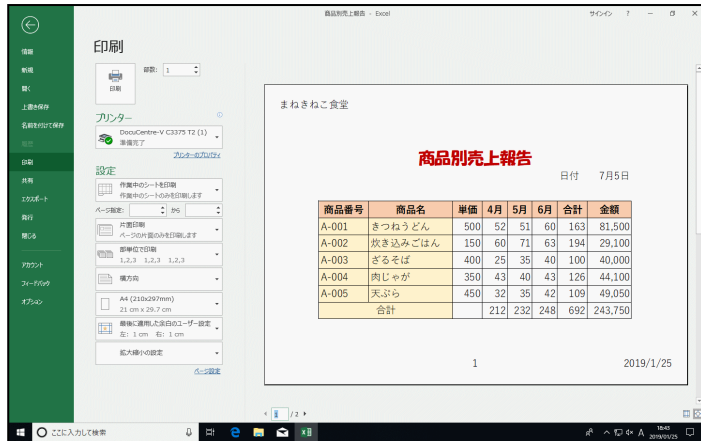 商品別売上報告 - Excel
サインイン ?
情報
新規
開く
上書き保存
名前を付けて保存
履歴
印刷
共有
エクスポート
発行
閉じる
アカウント
フィードバック
オプション
印刷
部数: 1
印刷
プリンター
DocuCentre-V C3375 T2 (1)
準備完了
プリンターのプロパティ
設定
作業中のシートを印刷
作業中のシートのみを印刷します
ページ指定: から
片面印刷
ページの片面のみを印刷します
部単位で印刷
1,2,3 1,2,3 1,2,3
横方向
A4 (210x297mm)
21 cm x 29.7 cm
最後に適用した余白のユーザー設定
左: 1 cm 右: 1 cm
拡大縮小の設定
ページ設定
まねきねこ食堂
商品別売上報告
日付 7月5日
商品番号 商品名 単価 4月 5月 6月 合計 金額
A-001 きつねうどん 500 52 51 60 163 81,500
A-002 炊き込みごはん 150 60 71 63 194 29,100
A-003 ざるそば 400 25 35 40 100 40,000
A-004 肉じゃが 350 43 40 43 126 44,100
A-005 天ぷら 450 32 35 42 109 49,050
合計 212 232 248 692 243,750
1 2019/1/25
1 / 2
ここに入力して検索
A
16:43
2019/01/25